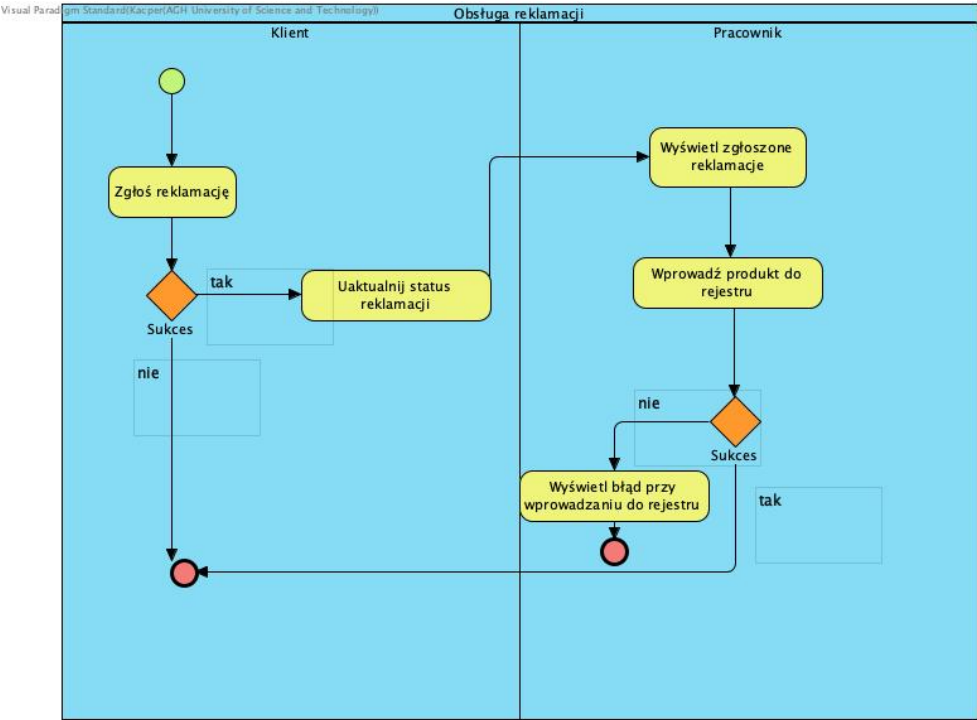 Visual Paradigm Standard(Kacper(AGH University of Science and Technology))
Obsługa reklamacji
Klient
Pracownik
Zgłoś reklamację
Sukces
tak
nie
Uaktualnij status
reklamacji
Wyświetl zgłoszone
reklamacje
Wprowadź produkt do
rejestru
nie
Sukces
tak
Wyświetl błąd przy
wprowadzaniu do rejestru